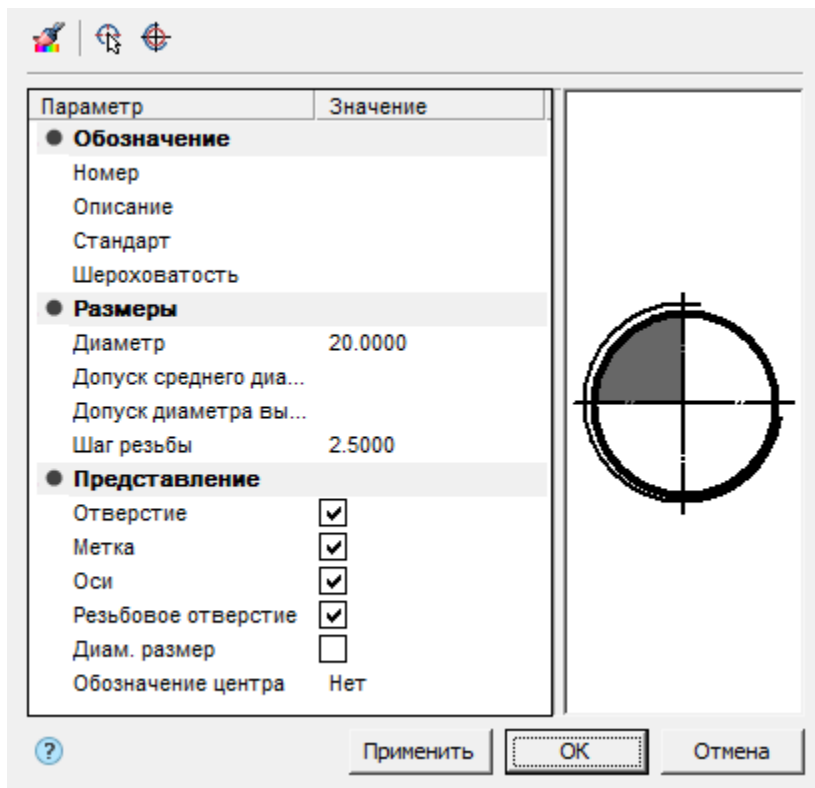 Параметр Значение
Обозначение
Номер
Описание
Стандарт
Шероховатость
Размеры
Диаметр 20.0000
Допуск среднего диа...
Допуск диаметра вы...
Шаг резьбы 2.5000
Представление
Отверстие
Метка
Оси
Резьбовое отверстие
Диам. размер
Обозначение центра Нет
? Применить OK Отмена